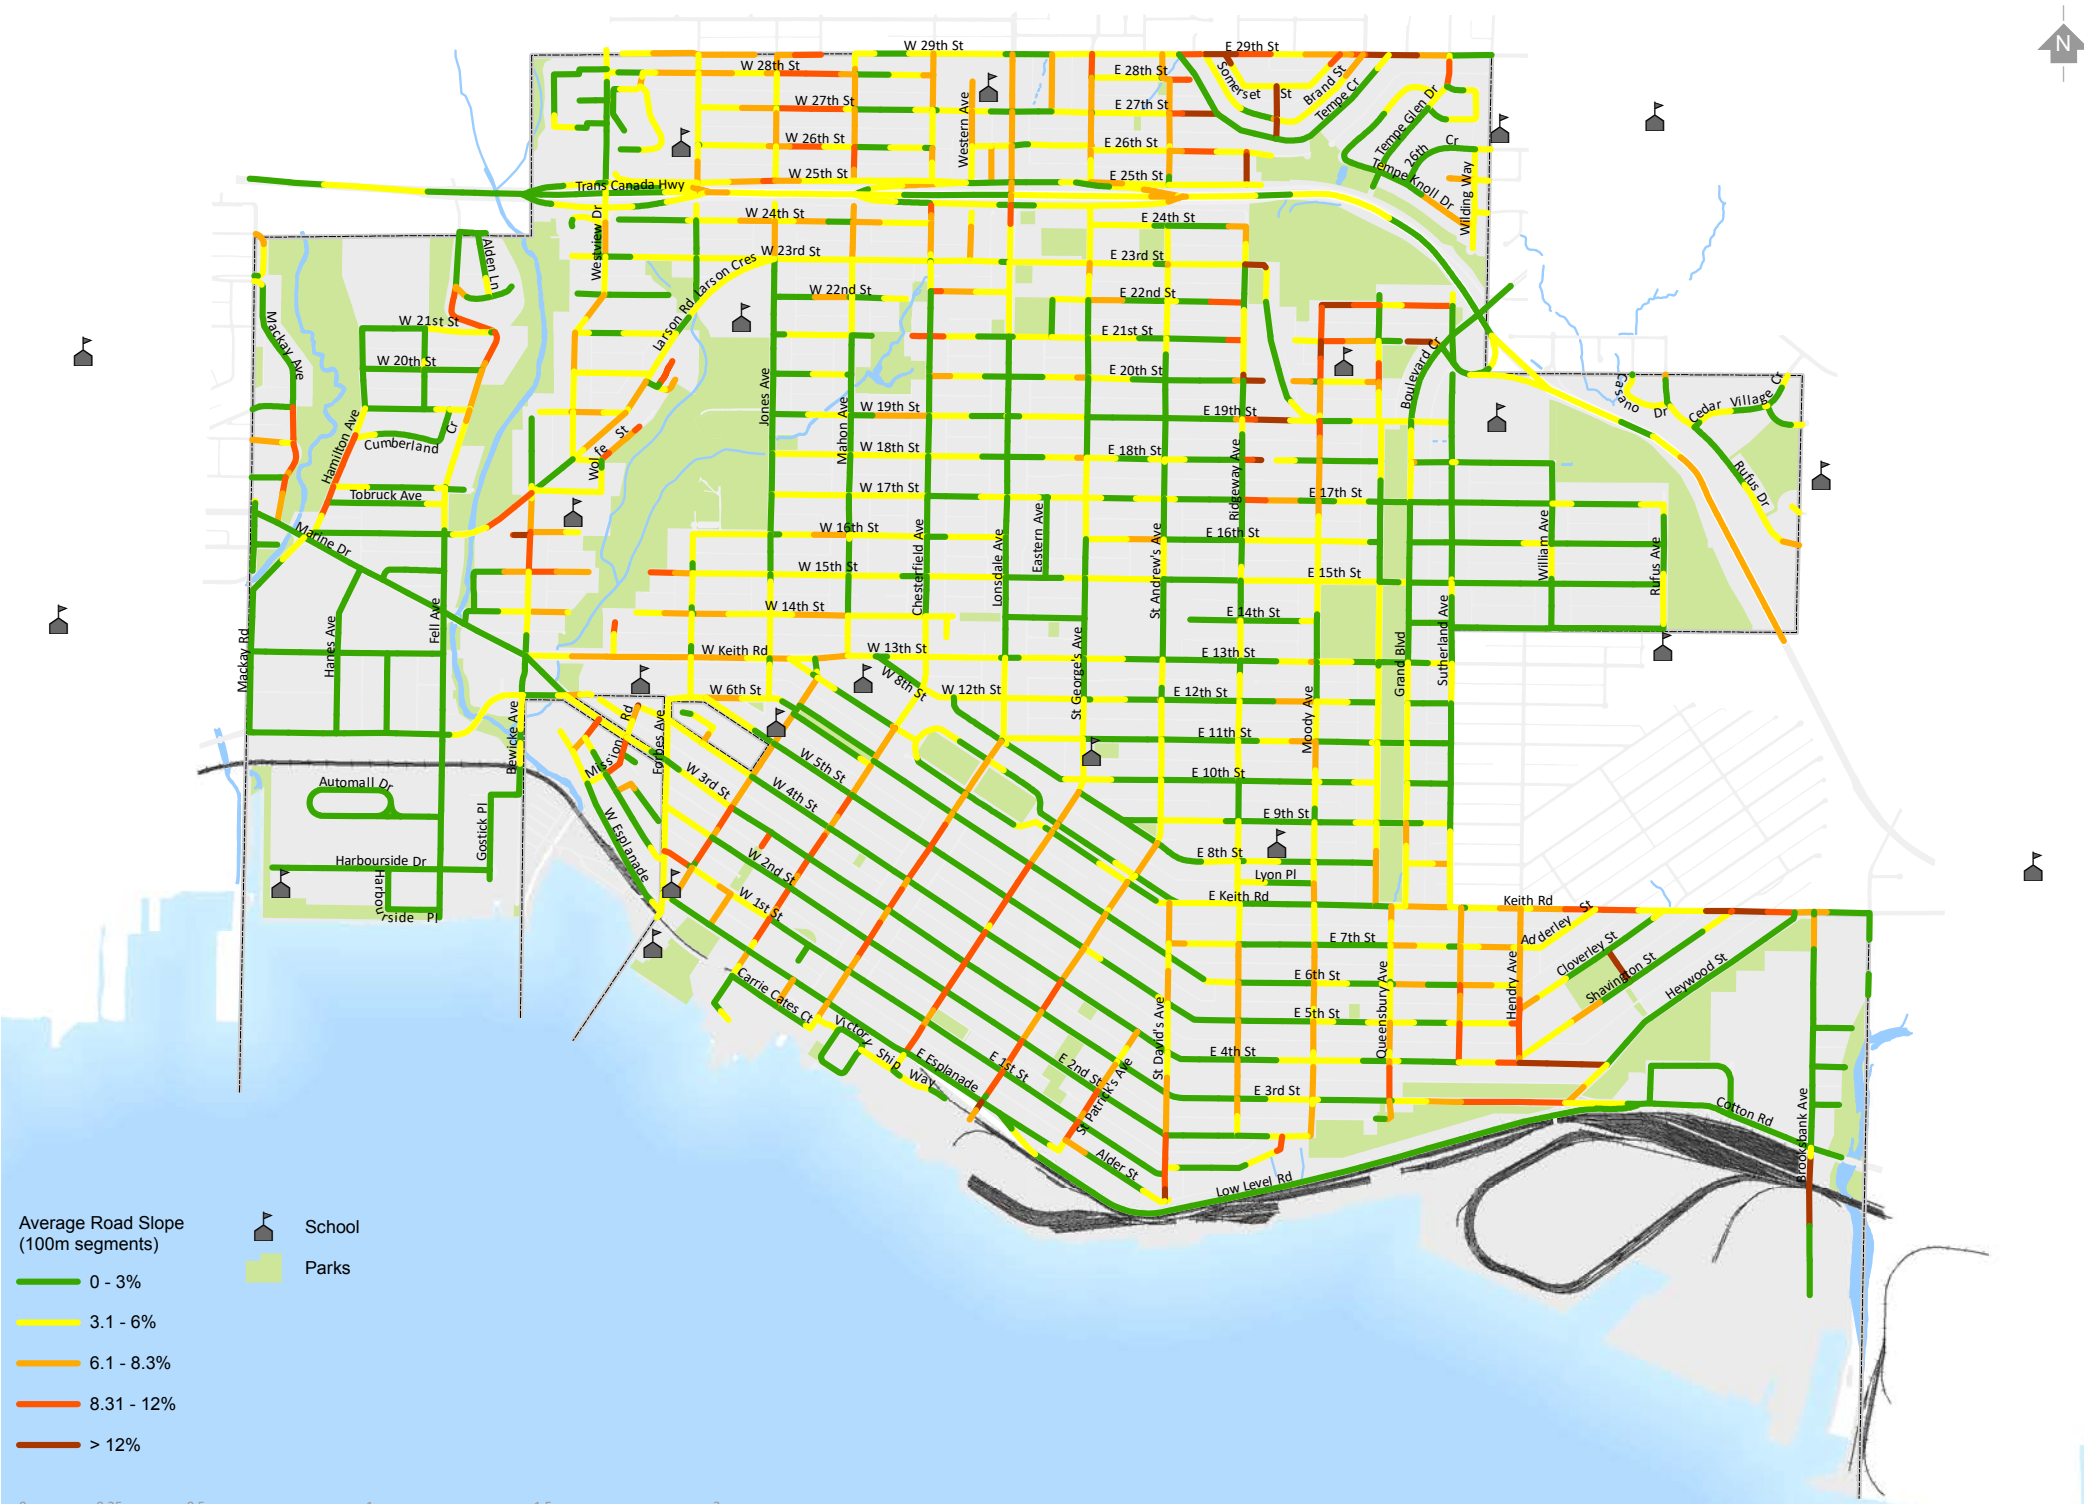 N
W 29th St
E 29th St
W 28th St
E 28th St
Somerset St
Brand St
Tempe Cr
Tempe Glen Dr
W 27th St
E 27th St
Western Ave
W 26th St
E 26th St
26th Cr
Tempe Knoll Dr
Wilding Way
W 25th St
E 25th St
Trans Canada Hwy
W 24th St
E 24th St
Westview Dr
Alden Ln
W 23rd St
E 23rd St
Larson Rd
Larson Cres
W 22nd St
E 22nd St
Mackay Ave
W 21st St
E 21st St
Boulevard Cr
W 20th St
E 20th St
Jones Ave
Mahon Ave
W 19th St
E 19th St
Casano Dr
Cedar Village Cr
Hamilton Ave
Cumberland Cr
Wolfe St
W 18th St
E 18th St
Ridgeway Ave
Rufus Dr
Tobruck Ave
W 17th St
E 17th St
Marine Dr
W 16th St
E 16th St
Chesterfield Ave
Lonsdale Ave
Eastern Ave
St Andrew's Ave
William Ave
Rufus Ave
W 15th St
E 15th St
W 14th St
E 14th St
Mackay Rd
Hanes Ave
Fell Ave
W Keith Rd
W 13th St
E 13th St
St George's Ave
Grand Blvd
Sutherland Ave
W 6th St
W 8th St
W 12th St
E 12th St
Moody Ave
Bewicke Ave
Mission Rd
Forbes Ave
E 11th St
W 5th St
W 3rd St
W 4th St
E 10th St
Automall Dr
Gostick Pl
W Esplanade
E 9th St
Harbourside Dr
Harbourside Pl
W 2nd St
E 8th St
Lyon Pl
W 1st St
E Keith Rd
Keith Rd
Adderley St
E 7th St
Cloverley St
Shavington St
Heywood St
Hendry Ave
Queensbury Ave
E 6th St
Carrie Cates Ct
Victory Ship Way
E 5th St
St David's Ave
E Esplanade
E 1st St
E 2nd St
St Patrick's Ave
E 4th St
E 3rd St
Cotton Rd
Brooksbank Ave
Alder St
Low Level Rd
Average Road Slope
(100m segments)
0 - 3%
3.1 - 6%
6.1 - 8.3%
8.31 - 12%
> 12%
School
Parks